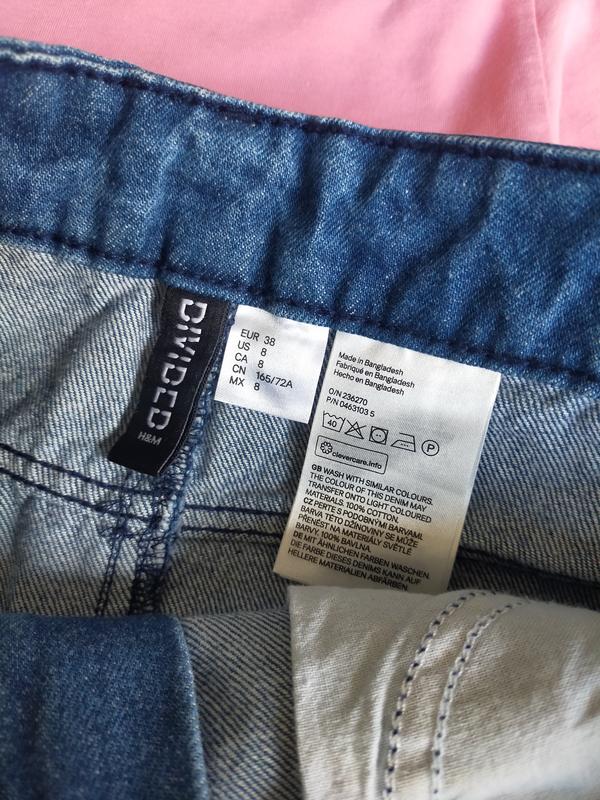 DIVIDED
H&M
EUR 38
US 8
CA 8
CN 165/72A
MX 8
Made in Bangladesh
Fabriqué en Bangladesh
Hecho en Bangladesh
O/N 236270
P/N 0463103 5
40
P
clevercare.info
GB WASH WITH SIMILAR COLOURS.
THE COLOUR OF THIS DENIM MAY
TRANSFER ONTO LIGHT COLOURED
MATERIALS. 100% COTTON.
CZ PERTE S PODOBNÝMI BARVAMI.
BARVA TÉTO DŽÍNOVINY SE MŮŽE
PŘENÉST NA MATERIÁLY SVĚTLÉ
BARVY. 100% BAVLNA.
DE MIT ÄHNLICHEN FARBEN WASCHEN.
DIE FARBE DIESES DENIMS KANN AUF
HELLERE MATERIALIEN ABFÄRBEN.